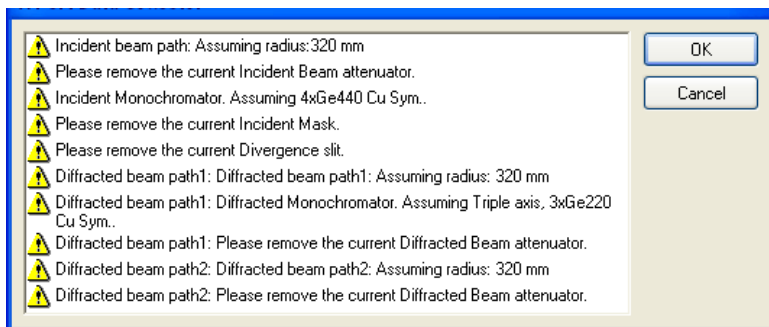 Incident beam path: Assuming radius:320 mm
OK
Please remove the current Incident Beam attenuator.
Incident Monochromator. Assuming 4xGe440 Cu Sym..
Cancel
Please remove the current Incident Mask.
Please remove the current Divergence slit.
Diffracted beam path1: Diffracted beam path1: Assuming radius: 320 mm
Diffracted beam path1: Diffracted Monochromator. Assuming Triple axis, 3xGe220
Cu Sym..
Diffracted beam path1: Please remove the current Diffracted Beam attenuator.
Diffracted beam path2: Diffracted beam path2: Assuming radius: 320 mm
Diffracted beam path2: Please remove the current Diffracted Beam attenuator.